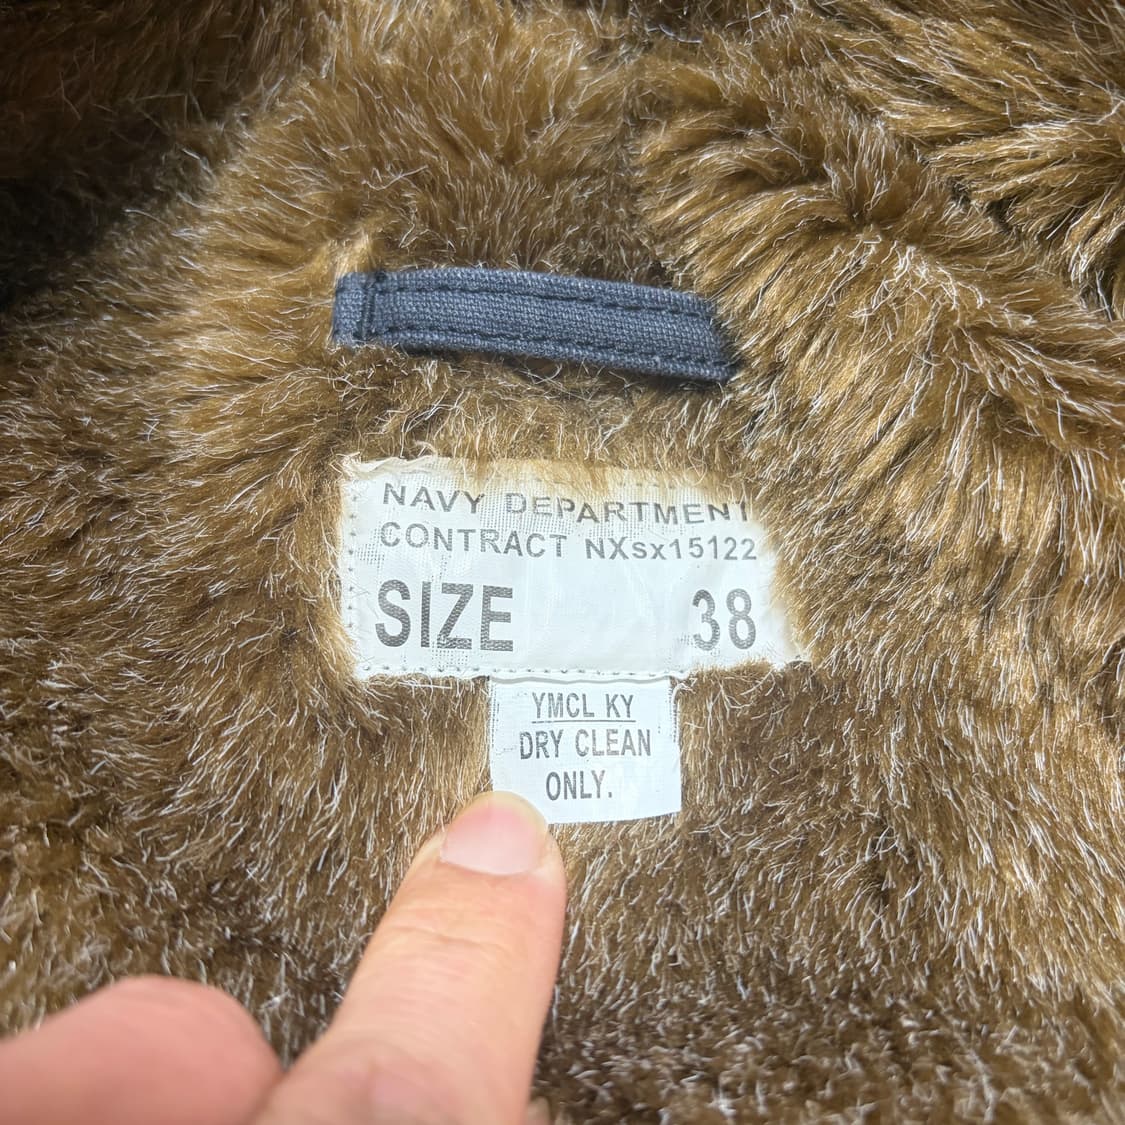 NAVY DEPARTMENT
CONTRACT NXsx15122
SIZE 38
YMCL KY
DRY CLEAN
ONLY.